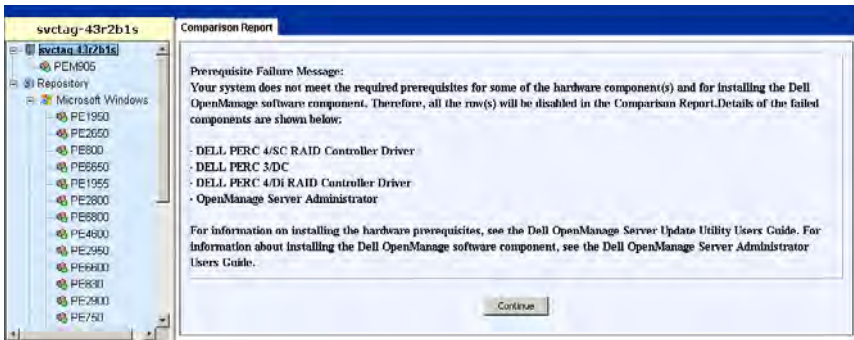 svctag-43r2b1s
svctag-43r2b1s
PEM905
Repository
Microsoft Windows
PE1950
PE2650
PE800
PE6650
PE1955
PE2800
PE6800
PE4600
PE2950
PE6600
PE830
PE2900
PE750
Comparison Report
Prerequisite Failure Message:
Your system does not meet the required prerequisites for some of the hardware component(s) and for installing the Dell
OpenManage software component. Therefore, all the row(s) will be disabled in the Comparison Report.Details of the failed
components are shown below:
- DELL PERC 4/SC RAID Controller Driver
- DELL PERC 3/DC
- DELL PERC 4/Di RAID Controller Driver
- OpenManage Server Administrator
For information on installing the hardware prerequisites, see the Dell OpenManage Server Update Utility Users Guide. For
information about installing the Dell OpenManage software component, see the Dell OpenManage Server Administrator
Users Guide.
Continue